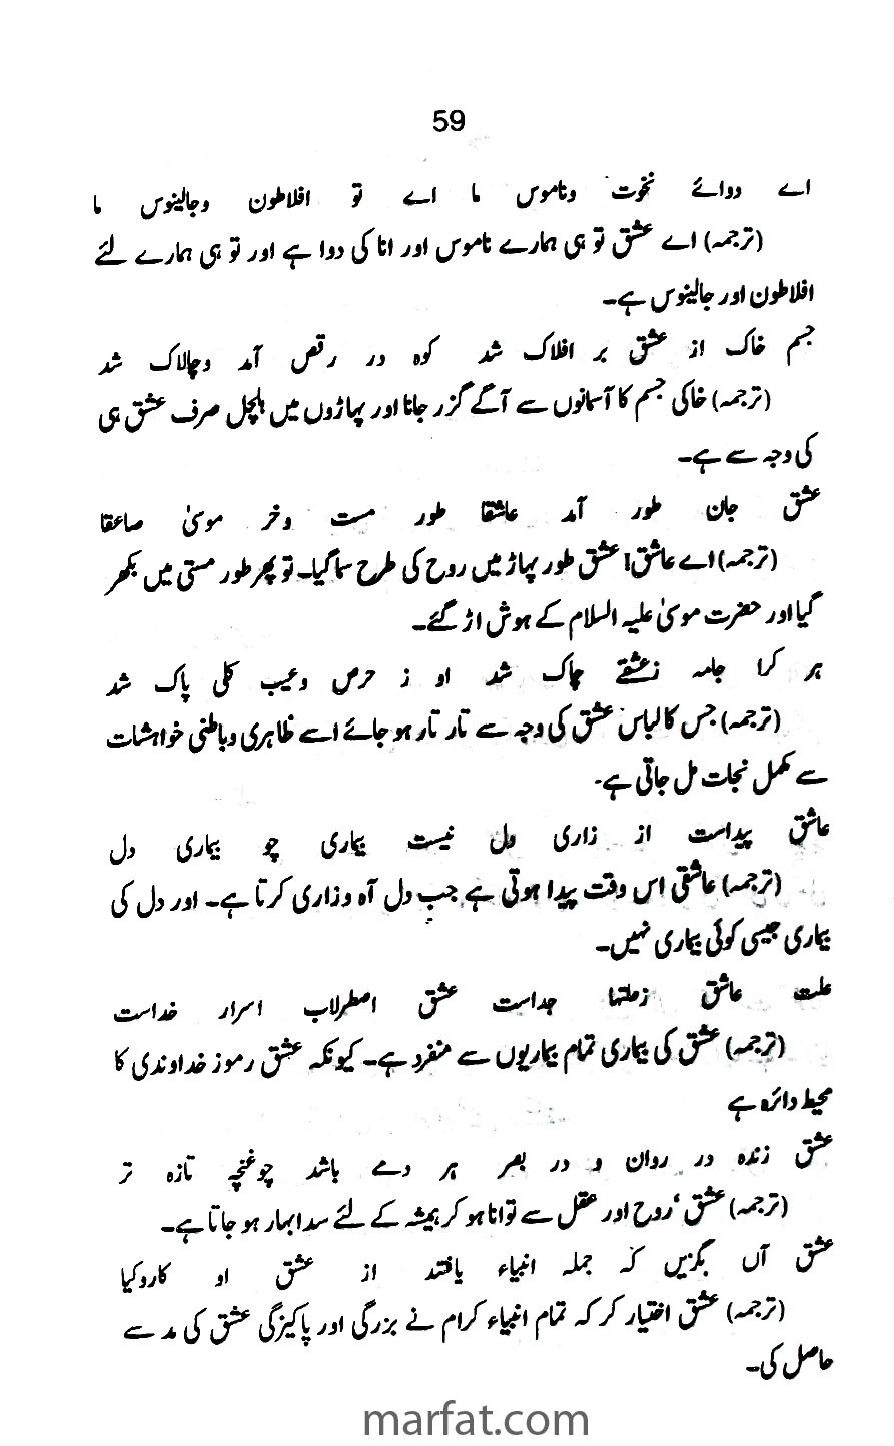 59
اے دوائے نخوت وناموس ما اے تو افلاطون وجالینوس ما
(ترجمہ) اے عشق تو ہی ہمارے ناموس اور انا کی دوا ہے اور تو ہی ہمارے لئے
افلاطون اور جالینوس ہے۔
جسم خاک از عشق بر افلاک شد کوہ در رقص آمد وچالاک شد
(ترجمہ) خاکی جسم کا آسمانوں سے آگے گزر جانا اور پہاڑوں میں ہلچل صرف عشق ہی
کی وجہ سے ہے۔
عشق جان طور آمد عاشقا طور مست وخر موسیٰ صاعقا
(ترجمہ) اے عاشق! عشق طور پہاڑ میں روح کی طرح سما گیا۔ تو پھر طور مستی میں بکھر
گیا اور حضرت موسیٰ علیہ السلام کے ہوش اڑ گئے۔
ہر کرا جامہ زعشقے چاک شد او ز حرص وعیب کلی پاک شد
(ترجمہ) جس کا لباس عشق کی وجہ سے تار تار ہو جائے اسے ظاہری وباطنی خواہشات
سے مکمل نجات مل جاتی ہے۔
عاشق پیداست از زاری دل نیست بیماری چو بیماری دل
(ترجمہ) عاشقی اس وقت پیدا ہوتی ہے جب دل آہ وزاری کرتا ہے۔ اور دل کی
بیماری جیسی کوئی بیماری نہیں۔
علت عاشق زعلتہا جداست عشق اصطرلاب اسرار خداست
(ترجمہ) عشق کی بیماری تمام بیماریوں سے منفرد ہے۔ کیونکہ عشق رموز خداوندی کا
محیط دائرہ ہے
عشق زندہ در روان و در بصر ہر دمے باشد چوغنچہ تازہ تر
(ترجمہ) عشق ‘روح اور عقل سے توانا ہو کر ہمیشہ کے لئے سدا بہار ہو جاتا ہے۔
عشق آں بگزیں کہ جملہ انبیاء یافتند از عشق او کاروکیا
(ترجمہ) عشق اختیار کر کہ تمام انبیاء کرام نے بزرگی اور پاکیزگی عشق کی مد سے
حاصل کی۔
marfat.com